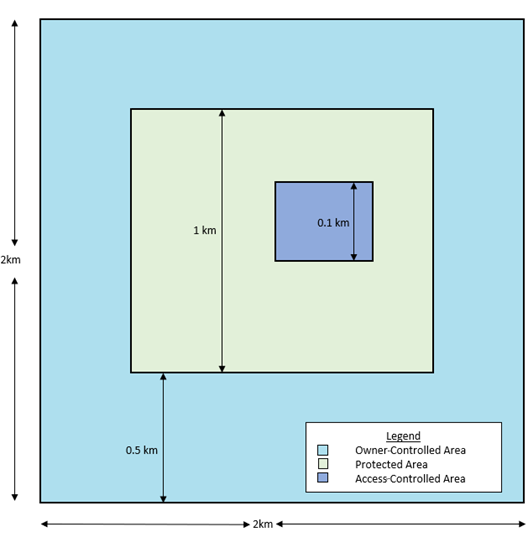 1 km
0.1 km
2km
0.5 km
Legend
Owner-Controlled Area
Protected Area
Access-Controlled Area
2km